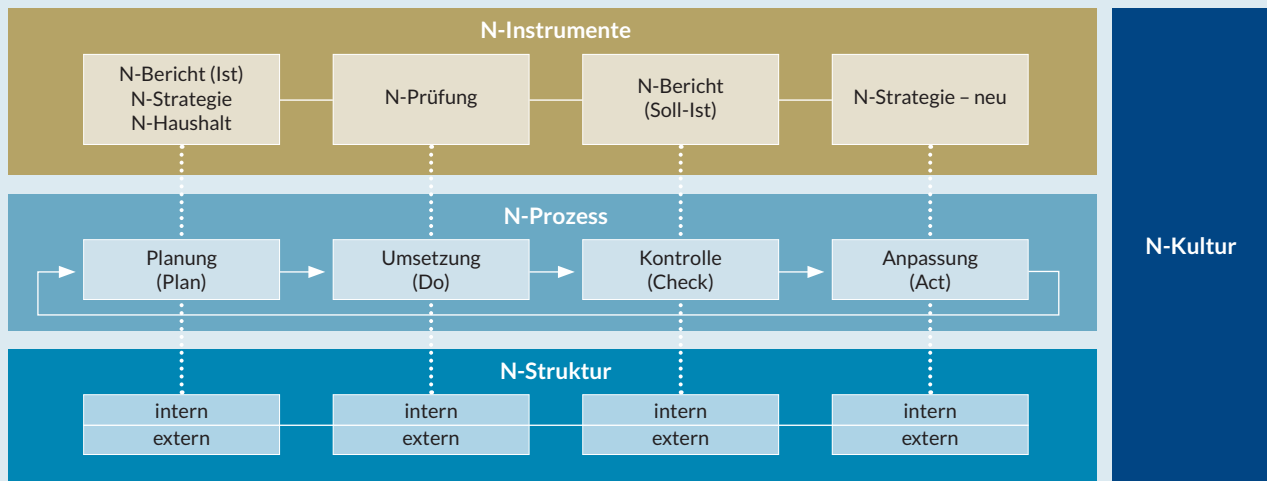 N-Instrumente
N-Bericht (Ist)
N-Strategie
N-Haushalt
N-Prüfung
N-Bericht
(Soll-Ist)
N-Strategie – neu
N-Prozess
Planung
(Plan)
Umsetzung
(Do)
Kontrolle
(Check)
Anpassung
(Act)
N-Struktur
intern
extern
intern
extern
intern
extern
intern
extern
N-Kultur